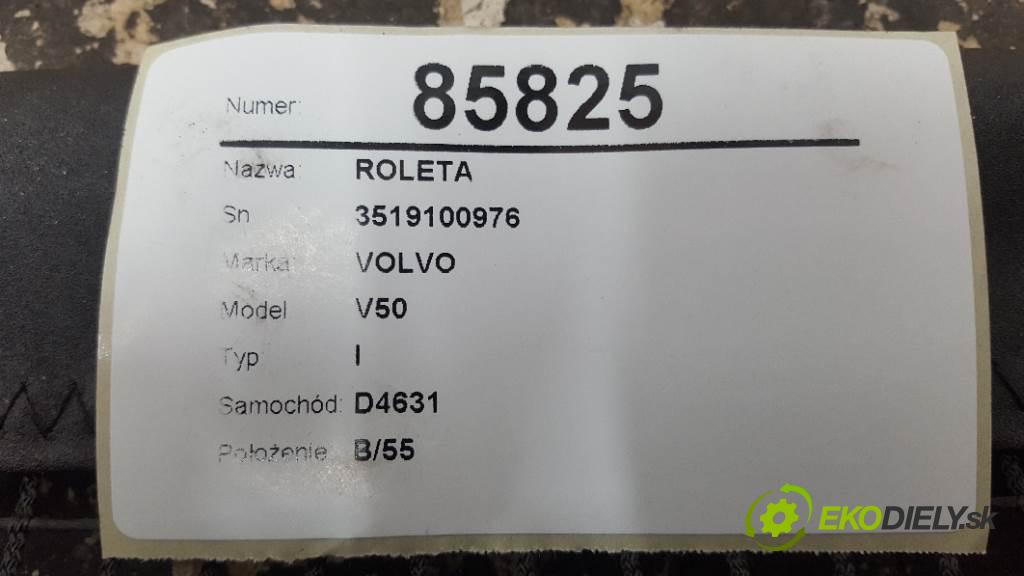 Numer: 85825
Nazwa: ROLETA
Sn 3519100976
Marka: VOLVO
Model V50
Typ I
Samochód: D4631
Położenie B/55
EKODIELY.sk